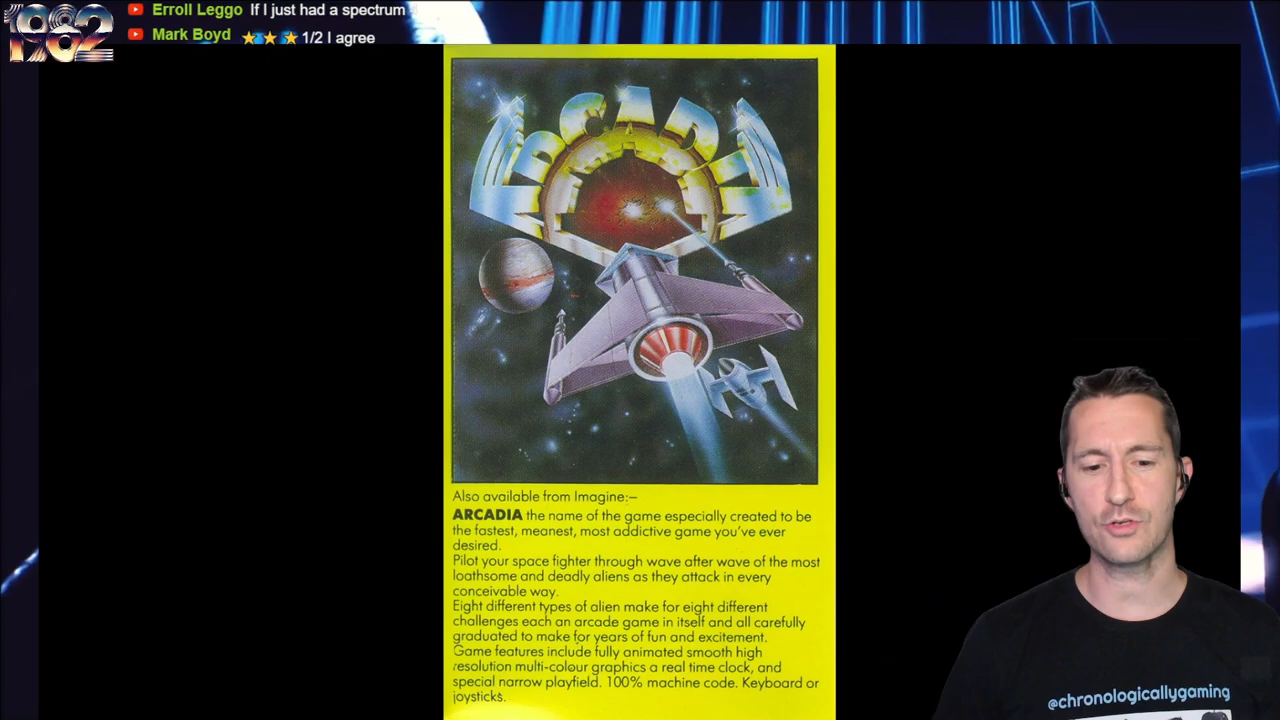 1982
Erroll Leggo If I just had a spectrum
Mark Boyd ⭐⭐⭐ 1/2 I agree
ARCADIA
Also available from Imagine:–
ARCADIA the name of the game especially created to be
the fastest, meanest, most addictive game you've ever
desired.
Pilot your space fighter through wave after wave of the most
loathsome and deadly aliens as they attack in every
conceivable way.
Eight different types of alien make for eight different
challenges each an arcade game in itself and all carefully
graduated to make for years of fun and excitement.
Game features include fully animated smooth high
resolution multi-colour graphics a real time clock, and
special narrow playfield. 100% machine code. Keyboard or
joysticks.
@chronologicallygaming